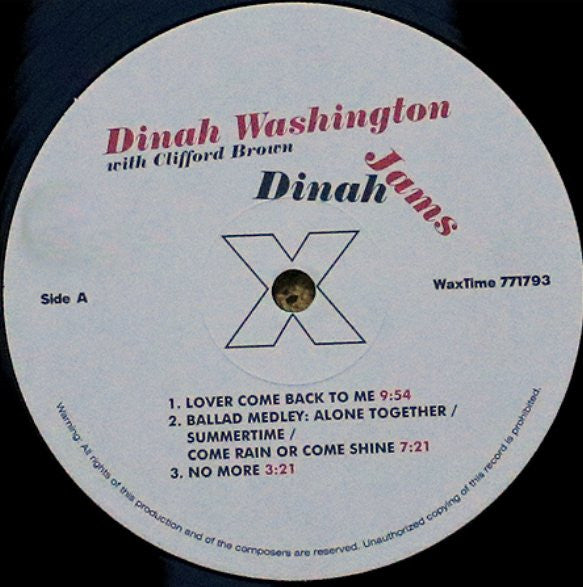 Dinah Washington
with Clifford Brown
Dinah Jams
X
Side A
WaxTime 771793
1. LOVER COME BACK TO ME 9:54
2. BALLAD MEDLEY: ALONE TOGETHER /
SUMMERTIME /
COME RAIN OR COME SHINE 7:21
3. NO MORE 3:21
Warning: All rights of this production and of the composers are reserved. Unauthorized copying of this record is prohibited.